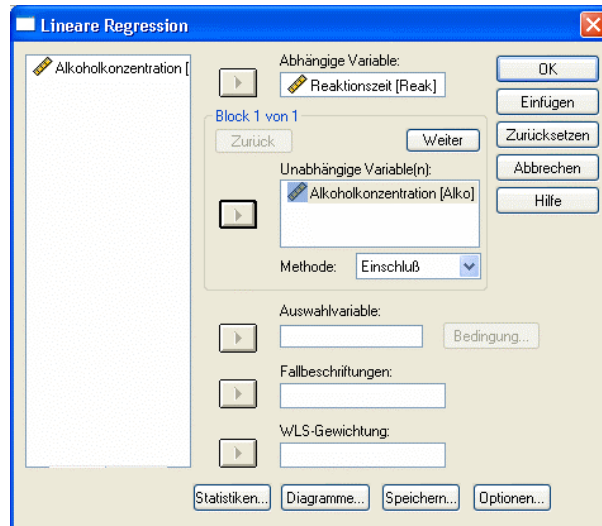 Lineare Regression
Alkoholkonzentration [
Abhängige Variable:
Reaktionszeit [Reak]
Block 1 von 1
Zurück
Weiter
Unabhängige Variable(n):
Alkoholkonzentration [Alko]
Methode:
Einschluß
Auswahlvariable:
Bedingung...
Fallbeschriftungen:
WLS-Gewichtung:
OK
Einfügen
Zurücksetzen
Abbrechen
Hilfe
Statistiken...
Diagramme...
Speichern...
Optionen...